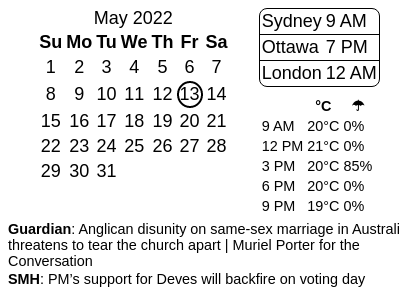 May 2022
Su Mo Tu We Th Fr Sa
1 2 3 4 5 6 7
8 9 10 11 12 13 14
15 16 17 18 19 20 21
22 23 24 25 26 27 28
29 30 31
Sydney 9 AM
Ottawa 7 PM
London 12 AM
°C ☂
9 AM 20°C 0%
12 PM 21°C 0%
3 PM 20°C 85%
6 PM 20°C 0%
9 PM 19°C 0%
Guardian: Anglican disunity on same-sex marriage in Australi
threatens to tear the church apart | Muriel Porter for the
Conversation
SMH: PM’s support for Deves will backfire on voting day